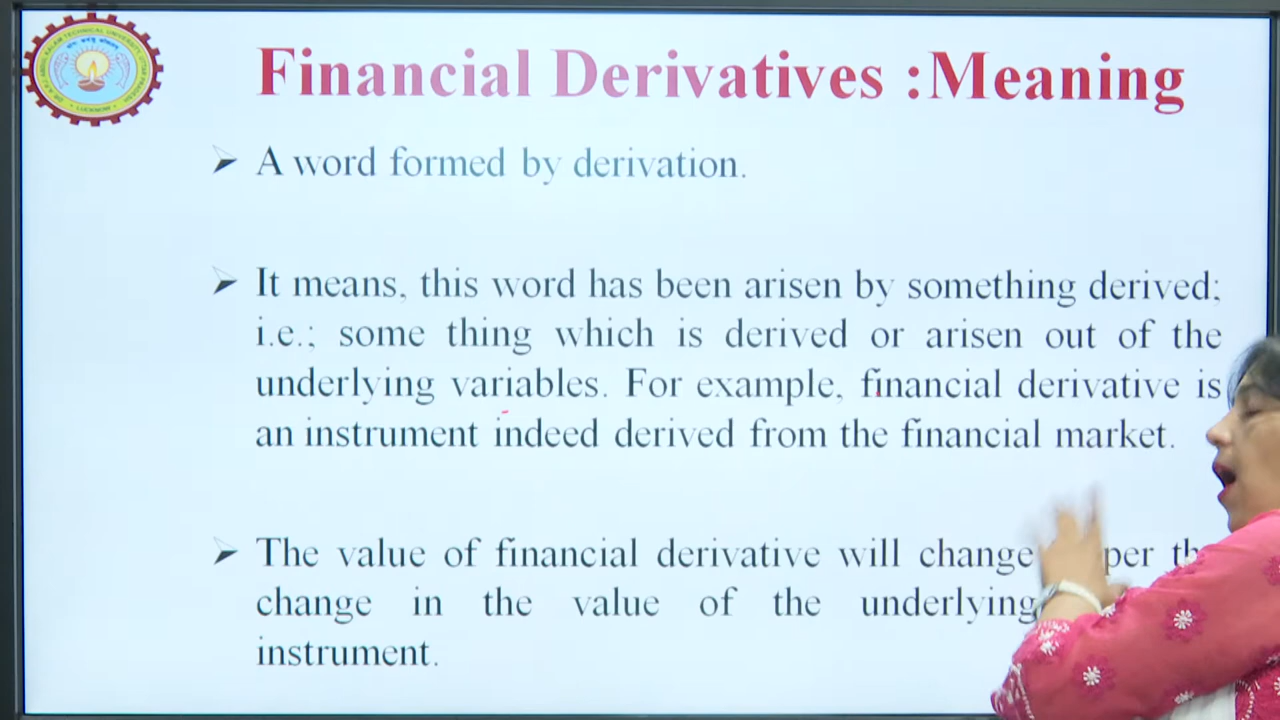 Financial Derivatives :Meaning
➢ A word formed by derivation.
➢ It means, this word has been arisen by something derived;
i.e.; some thing which is derived or arisen out of the
underlying variables. For example, financial derivative is
an instrument indeed derived from the financial market.
➢ The value of financial derivative will change per
change in the value of the underlying
instrument.
LUCKNOW